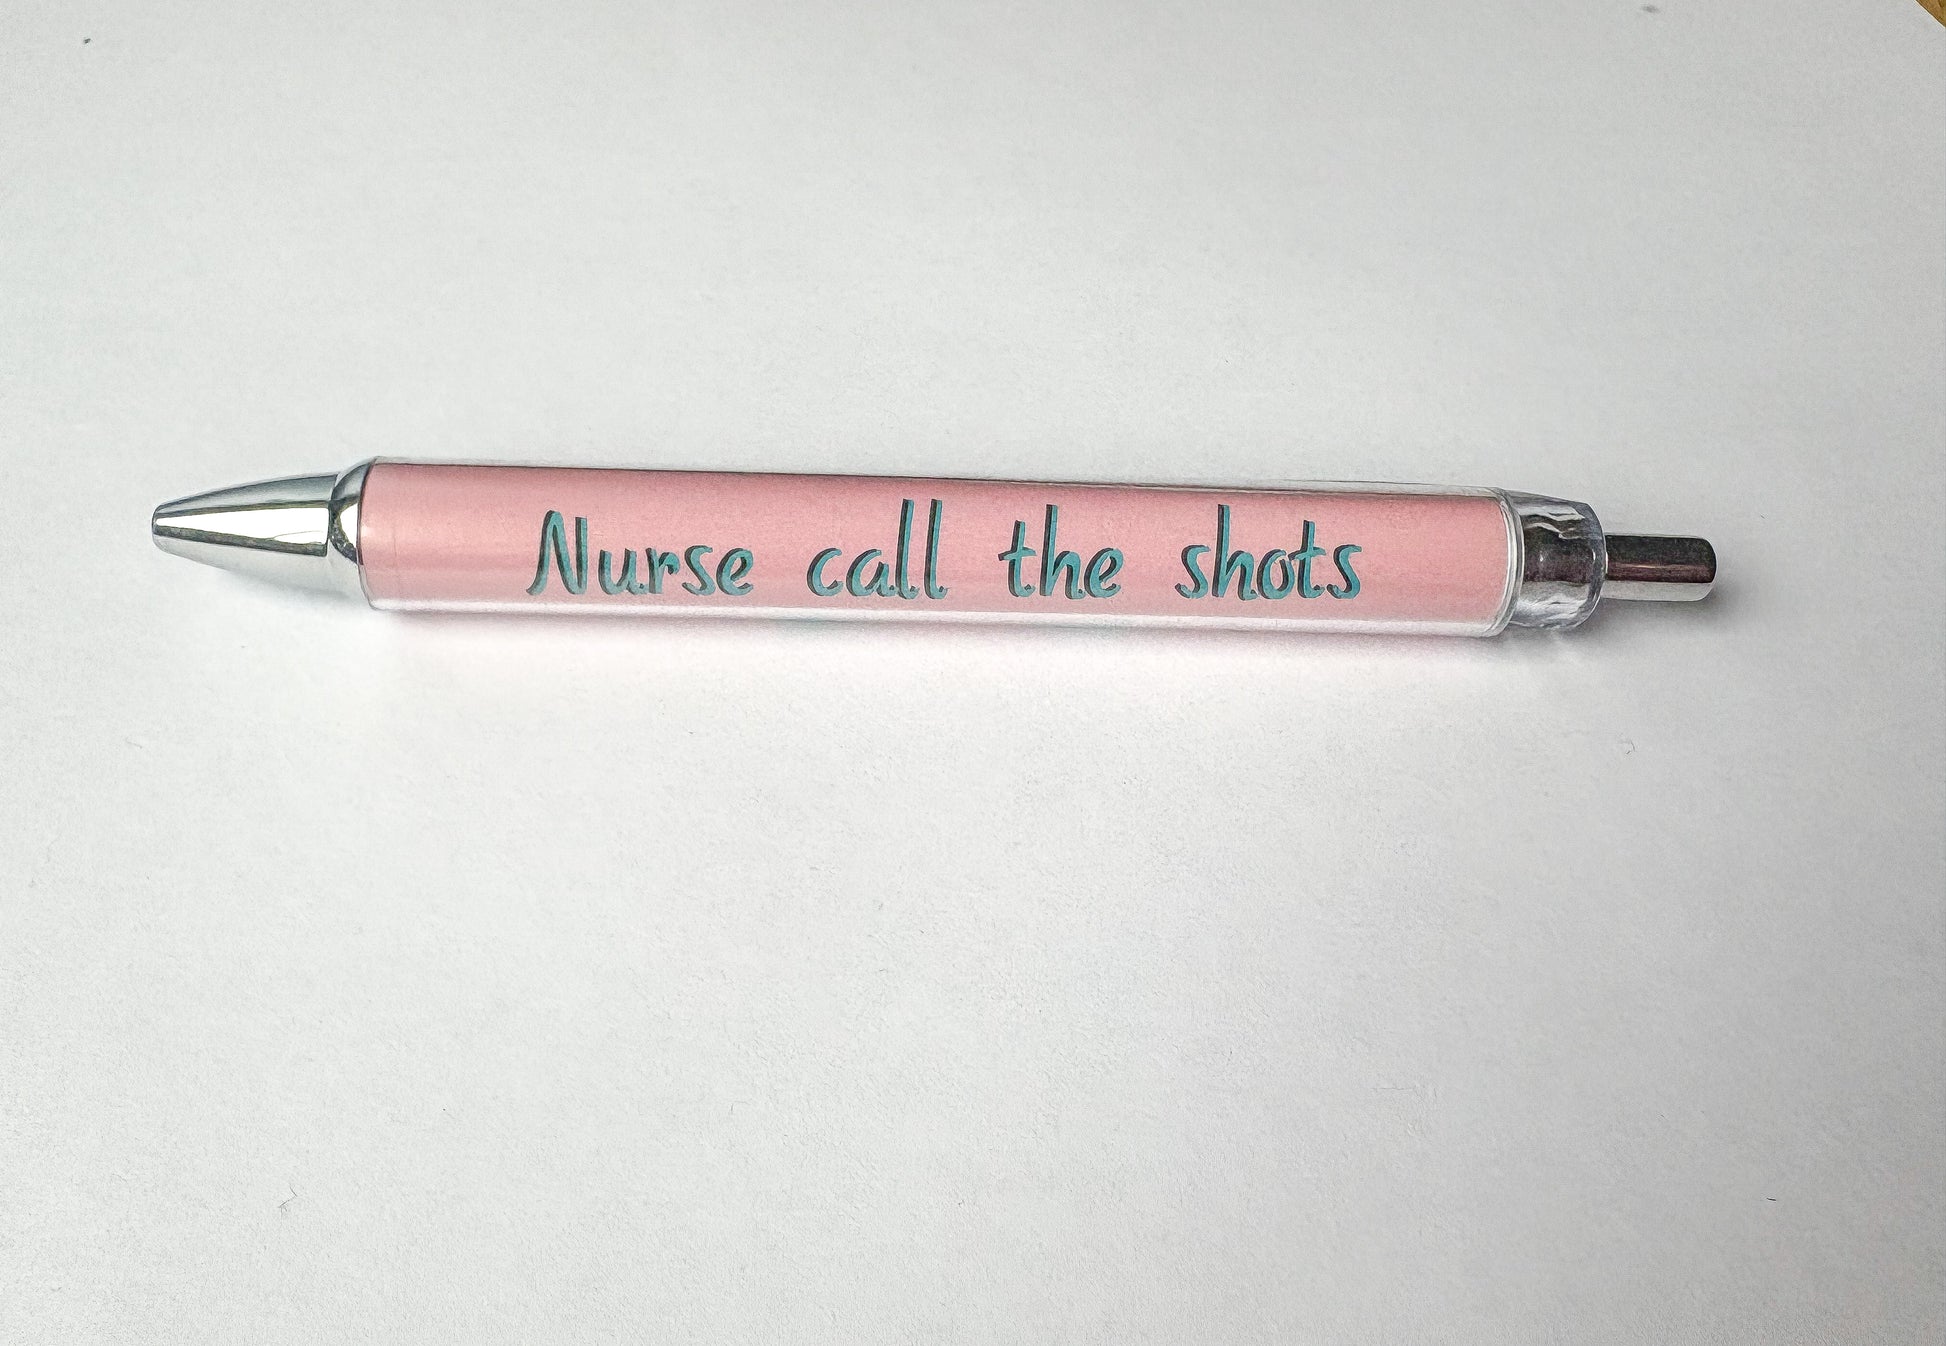 Nurse call the shots